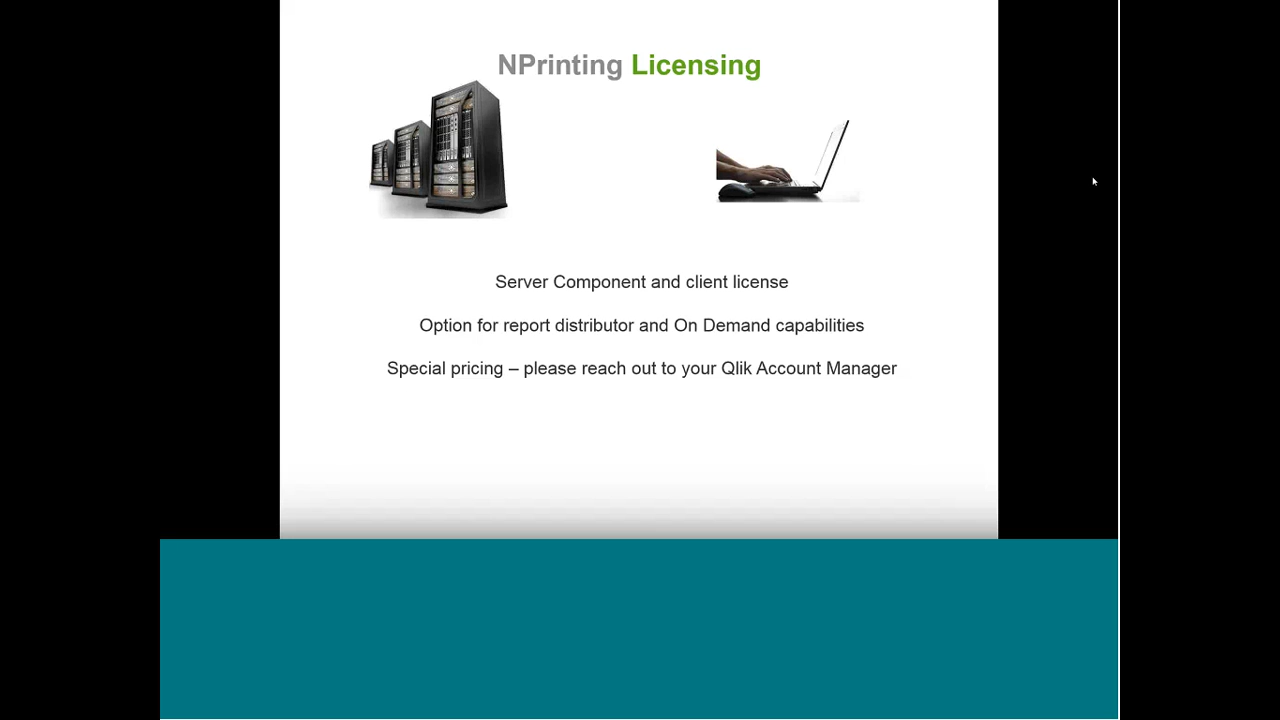 NPrinting Licensing
Server Component and client license
Option for report distributor and On Demand capabilities
Special pricing – please reach out to your Qlik Account Manager